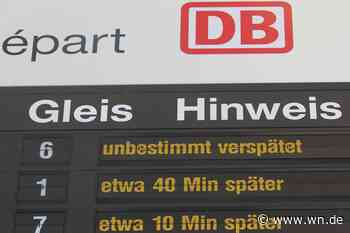 épart DB
Gleis Hinweis
6 unbestimmt verspätet
1 etwa 40 Min später
7 etwa 10 Min später
© www.wn.de